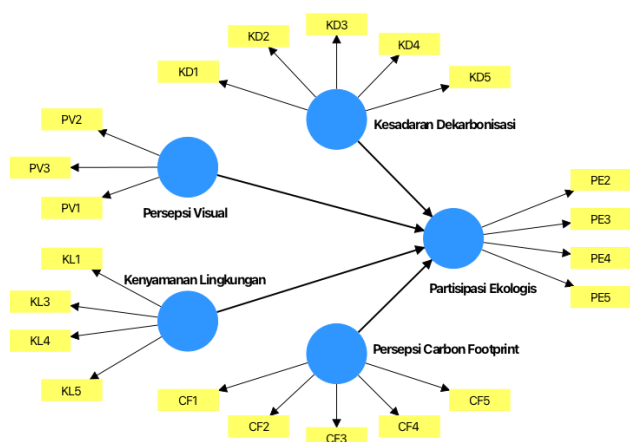 KD3
KD2
KD4
KD1
KD5
Kesadaran Dekarbonisasi
PV2
PV3
PV1
Persepsi Visual
PE2
PE3
PE4
PE5
Partisipasi Ekologis
KL1
Kenyamanan Lingkungan
KL3
KL4
KL5
Persepsi Carbon Footprint
CF1
CF2
CF3
CF4
CF5